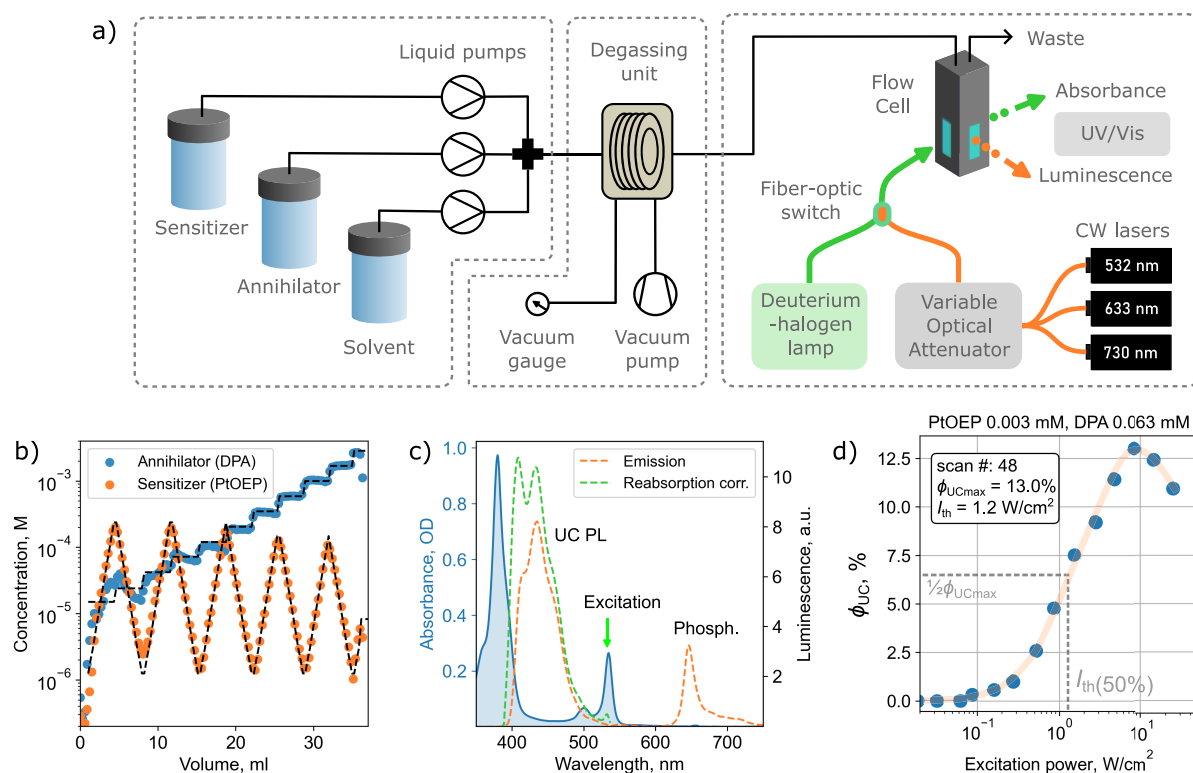 a)
Liquid pumps
Sensitizer
Annihilator
Solvent
Degassing
unit
Vacuum
gauge
Vacuum
pump
Waste
Flow
Cell
Absorbance
UV/Vis
Luminescence
Fiber-optic
switch
CW lasers
532 nm
633 nm
730 nm
Deuterium
-halogen
lamp
Variable
Optical
Attenuator
b)
Annihilator (DPA)
Sensitizer (PtOEP)
Concentration, M
10⁻³
10⁻⁴
10⁻⁵
10⁻⁶
0 10 20 30
Volume, ml
c)
Emission
Reabsorption corr.
UC PL
Excitation
Phosph.
Absorbance, OD
1.0
0.8
0.6
0.4
0.2
Luminescence, a.u.
10
8
6
4
2
400 500 600 700
Wavelength, nm
d)
PtOEP 0.003 mM, DPA 0.063 mM
scan #: 48
ϕUCmax = 13.0%
Ith = 1.2 W/cm²
½ϕUCmax
Ith(50%)
ϕUC, %
12.5
10.0
7.5
5.0
2.5
0.0
10⁻¹ 10⁰ 10¹
Excitation power, W/cm²